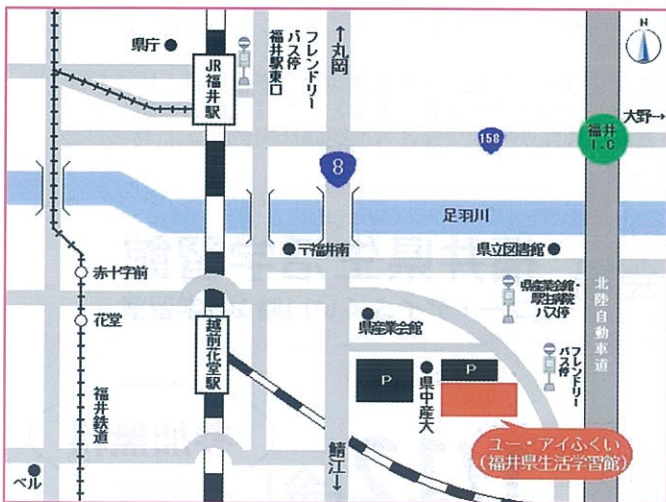 県庁
JR福井駅
フレンドリー
バス停
福井駅東口
↑丸岡
N
大野→
福井
I.C
158
8
足羽川
〒福井南
県立図書館
赤十字前
花堂
福井鉄道
ベル
越前花堂駅
県産業会館
県産業会館・
厚生病院
バス停
フレンドリー
バス停
北陸自動車道
P
県中産大
P
鯖江↓
ユー・アイふくい
(福井県生活学習館)